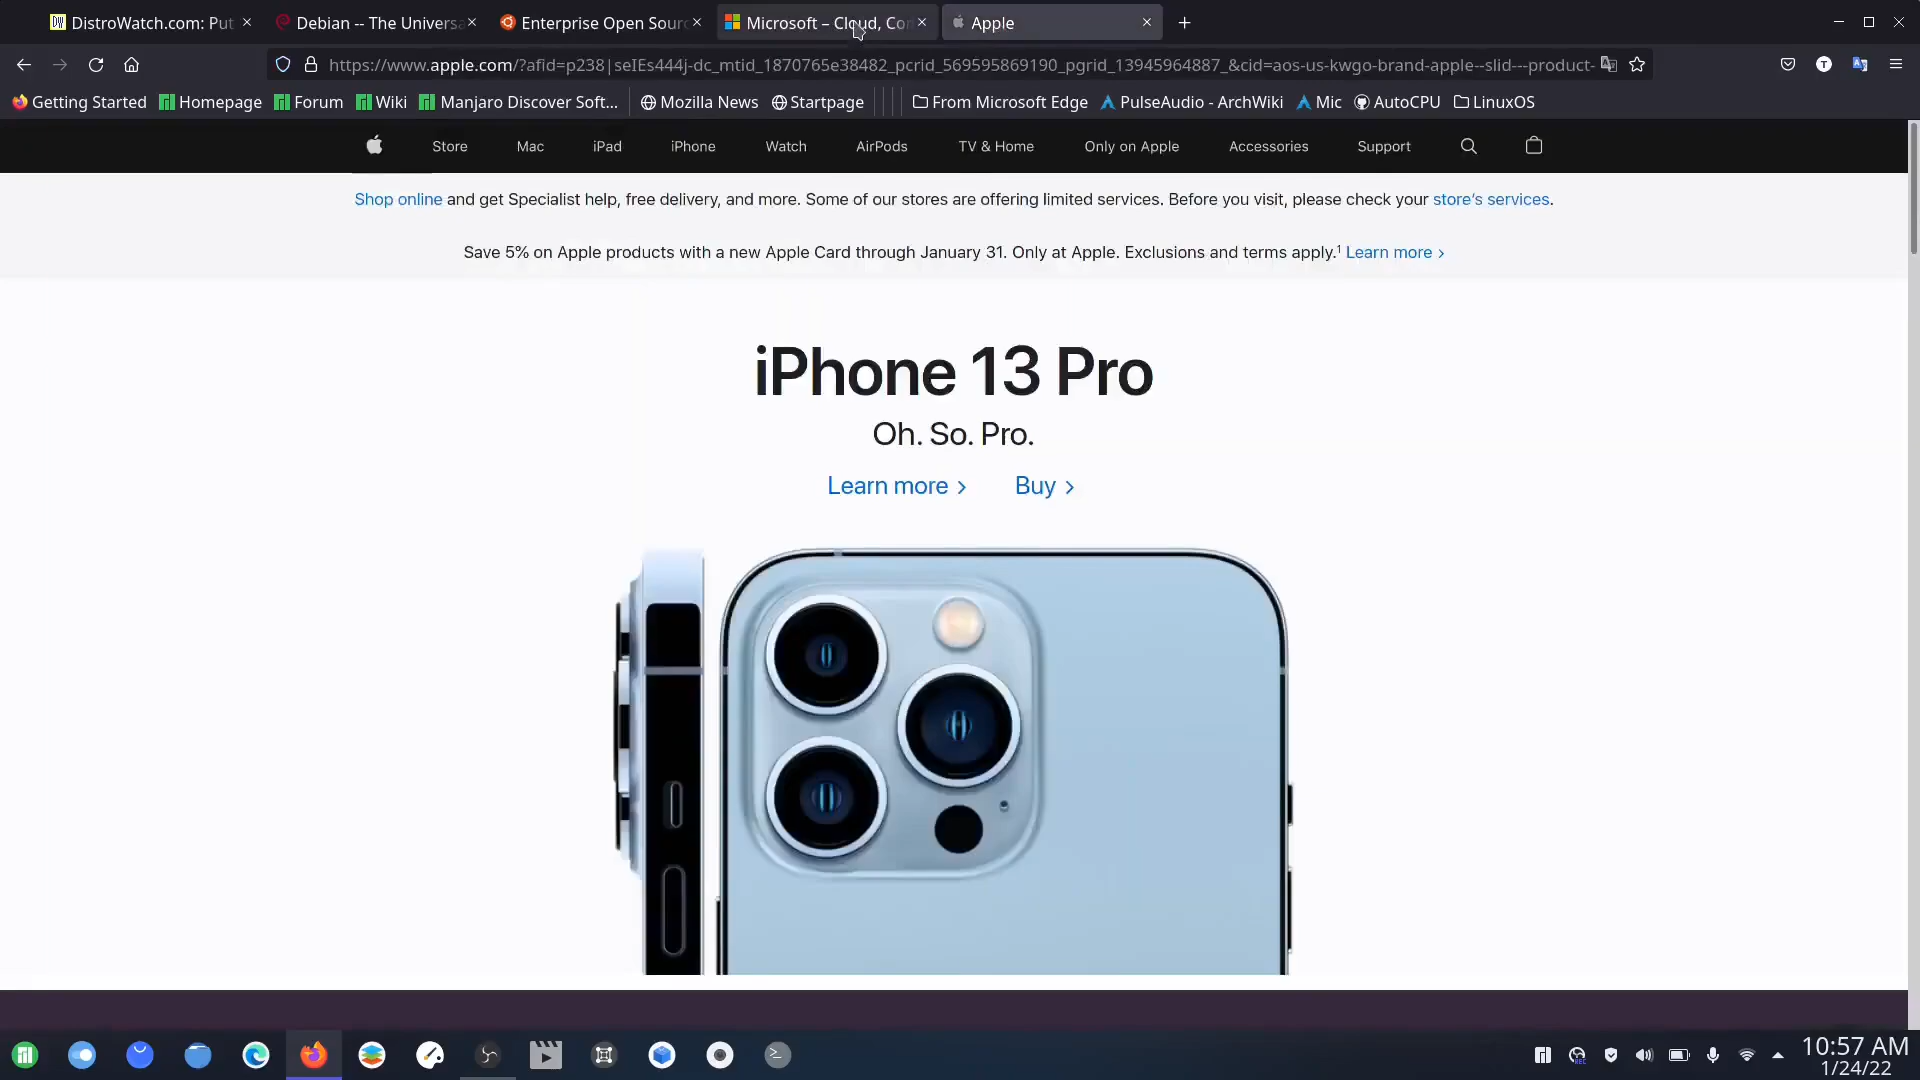 DistroWatch.com: Put
Debian -- The Universa
Enterprise Open Sour
Microsoft – Cloud, Co
Apple
https://www.apple.com/?afid=p238|seIEs444j-dc_mtid_1870765e38482_pcrid_569595869190_pgrid_13945964887_&cid=aos-us-kwgo-brand-apple--slid---product-
Getting Started Homepage Forum Wiki Manjaro Discover Soft... Mozilla News Startpage From Microsoft Edge PulseAudio - ArchWiki Mic AutoCPU LinuxOS
Store Mac iPad iPhone Watch AirPods TV & Home Only on Apple Accessories Support
Shop online and get Specialist help, free delivery, and more. Some of our stores are offering limited services. Before you visit, please check your store's services.
Save 5% on Apple products with a new Apple Card through January 31. Only at Apple. Exclusions and terms apply.¹ Learn more >
iPhone 13 Pro
Oh. So. Pro.
Learn more > Buy >
10:57 AM
1/24/22